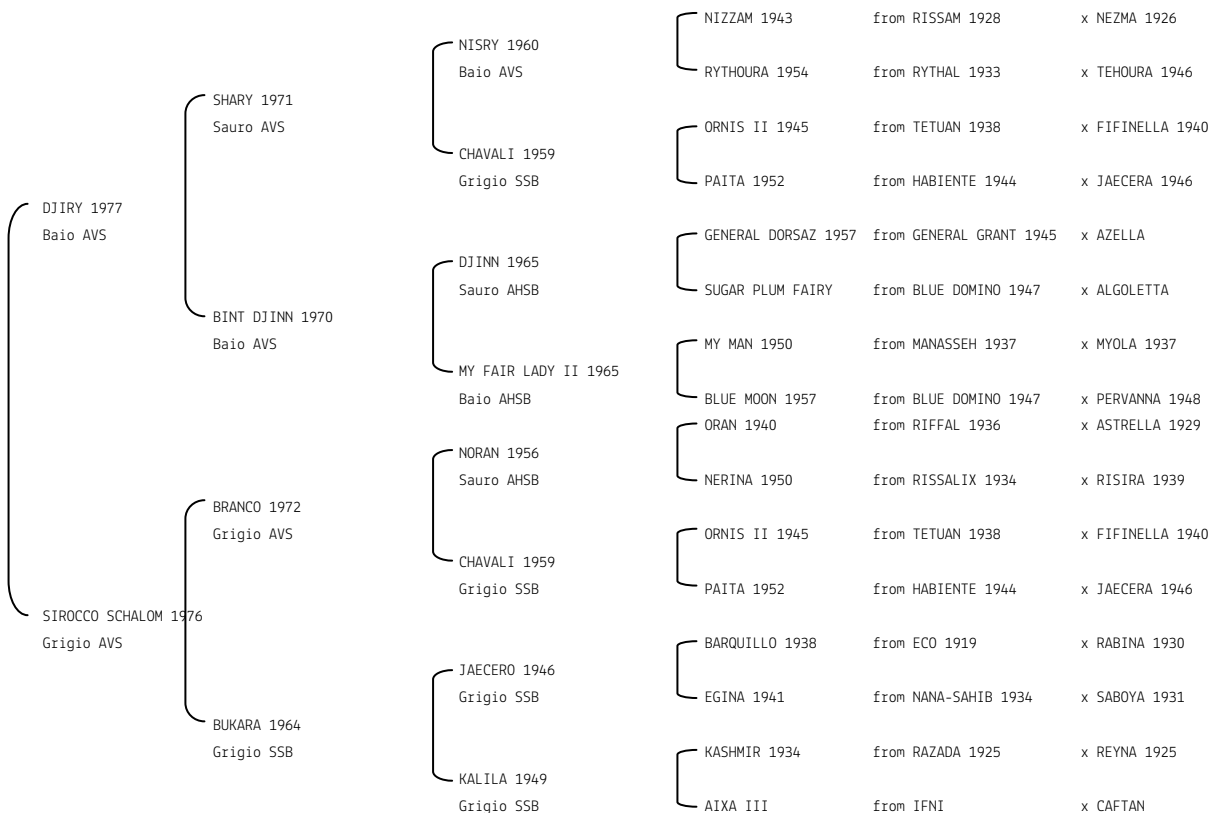 NIZZAM 1943 from RISSAM 1928 x NEZMA 1926
NISRY 1960
Baio AVS RYTHOURA 1954 from RYTHAL 1933 x TEHOURA 1946
SHARY 1971
Sauro AVS ORNIS II 1945 from TETUAN 1938 x FIFINELLA 1940
CHAVALI 1959
Grigio SSB PAITA 1952 from HABIENTE 1944 x JAECERA 1946
DJIRY 1977
Baio AVS GENERAL DORSAZ 1957 from GENERAL GRANT 1945 x AZELLA
DJINN 1965
Sauro AHSB SUGAR PLUM FAIRY from BLUE DOMINO 1947 x ALGOLETTA
BINT DJINN 1970
Baio AVS MY MAN 1950 from MANASSEH 1937 x MYOLA 1937
MY FAIR LADY II 1965
Baio AHSB BLUE MOON 1957 from BLUE DOMINO 1947 x PERVANNA 1948
ORAN 1940 from RIFFAL 1936 x ASTRELLA 1929
NORAN 1956
Sauro AHSB NERINA 1950 from RISSALIX 1934 x RISIRA 1939
BRANCO 1972
Grigio AVS ORNIS II 1945 from TETUAN 1938 x FIFINELLA 1940
CHAVALI 1959
Grigio SSB PAITA 1952 from HABIENTE 1944 x JAECERA 1946
SIROCCO SCHALOM 1976
Grigio AVS BARQUILLO 1938 from ECO 1919 x RABINA 1930
JAECERO 1946
Grigio SSB EGINA 1941 from NANA-SAHIB 1934 x SABOYA 1931
BUKARA 1964
Grigio SSB KASHMIR 1934 from RAZADA 1925 x REYNA 1925
KALILA 1949
Grigio SSB AIXA III from IFNI x CAFTAN